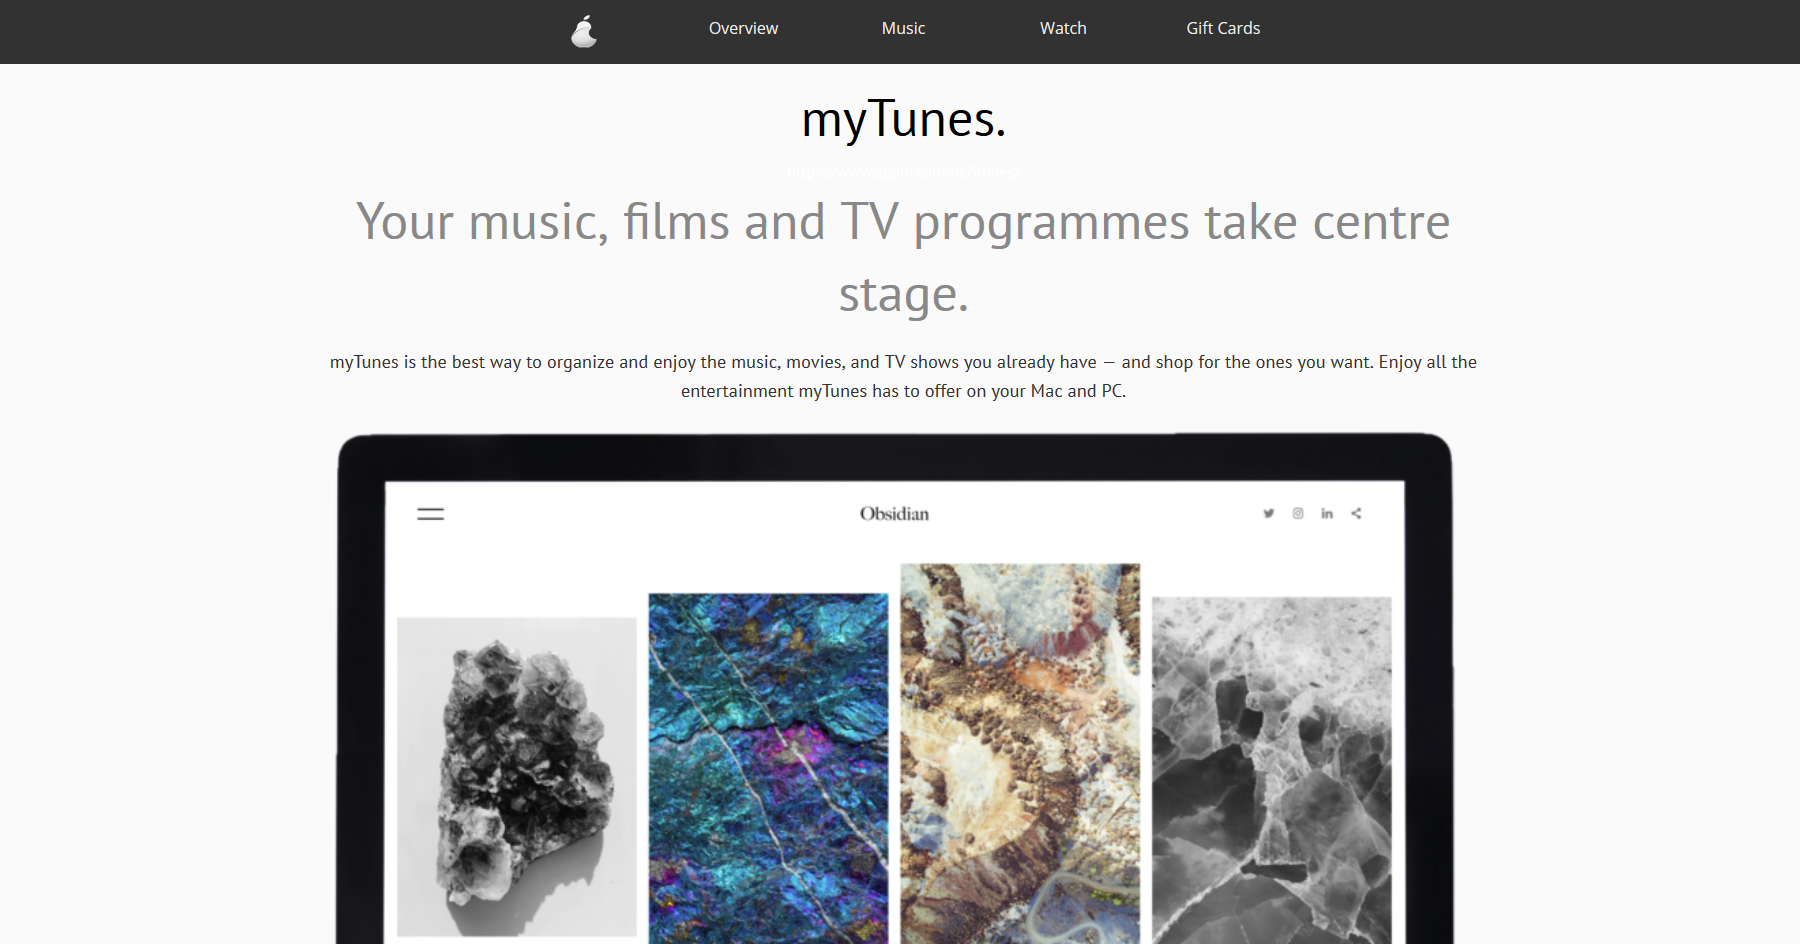 Overview Music Watch Gift Cards
myTunes.
https://www.apple.com/uk/itunes/
Your music, films and TV programmes take centre
stage.
myTunes is the best way to organize and enjoy the music, movies, and TV shows you already have — and shop for the ones you want. Enjoy all the
entertainment myTunes has to offer on your Mac and PC.
Obsidian